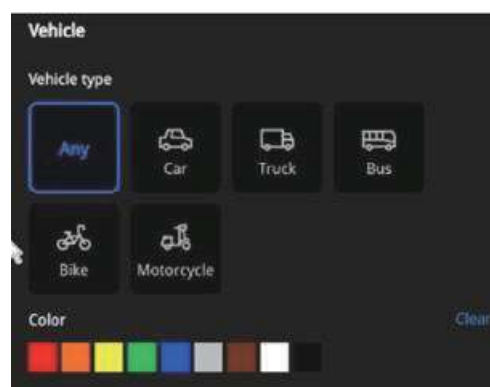 Vehicle
Vehicle type
Any
Car
Truck
Bus
Bike
Motorcycle
Color
Clear